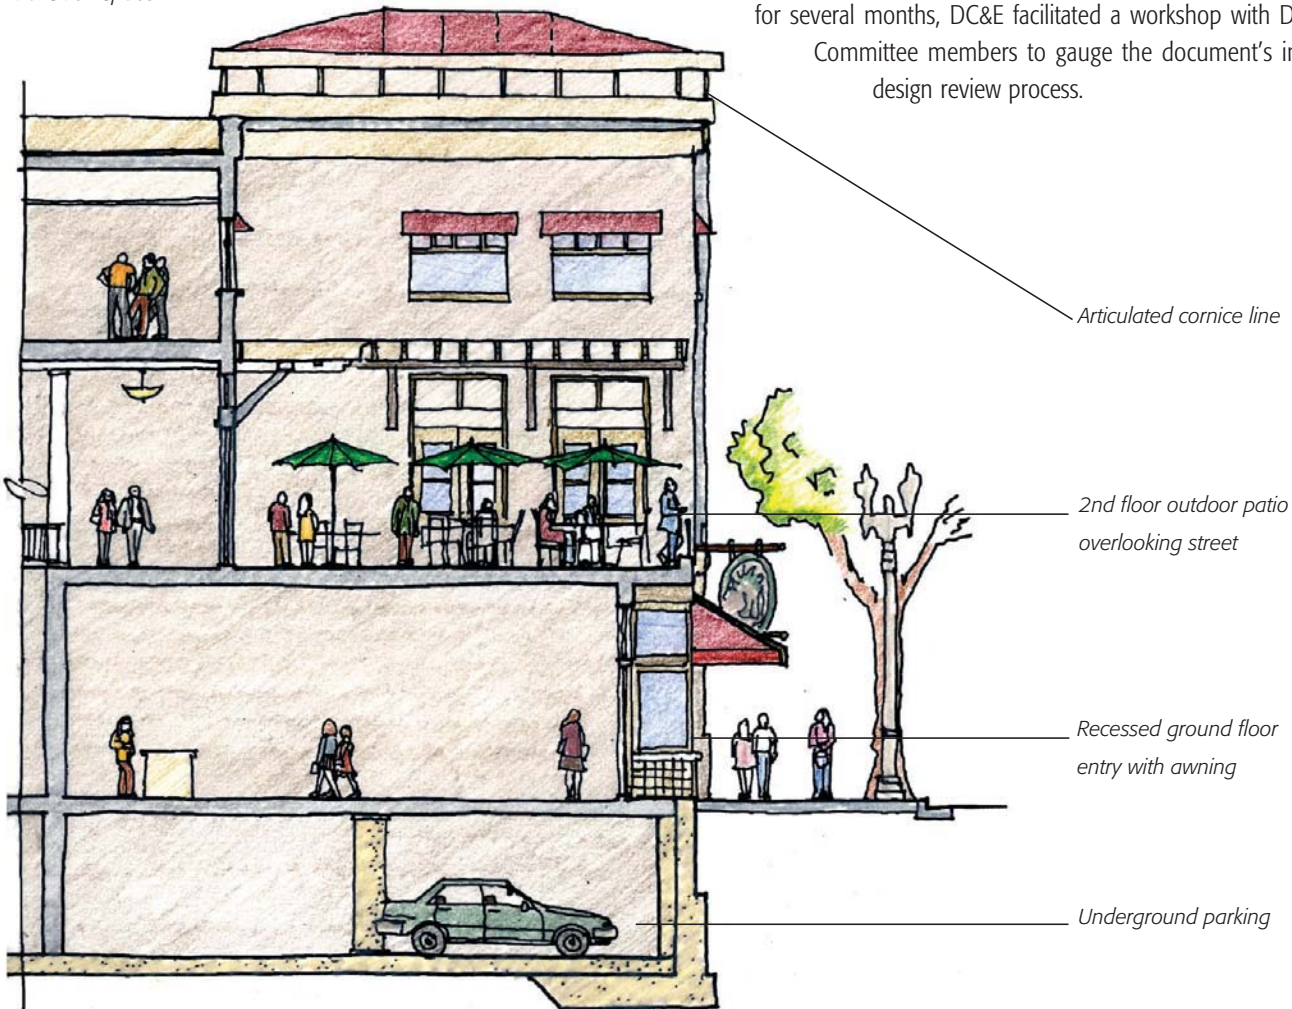 for several months, DC&E facilitated a workshop with D
Committee members to gauge the document's in
design review process.
Articulated cornice line
2nd floor outdoor patio
overlooking street
Recessed ground floor
entry with awning
Underground parking